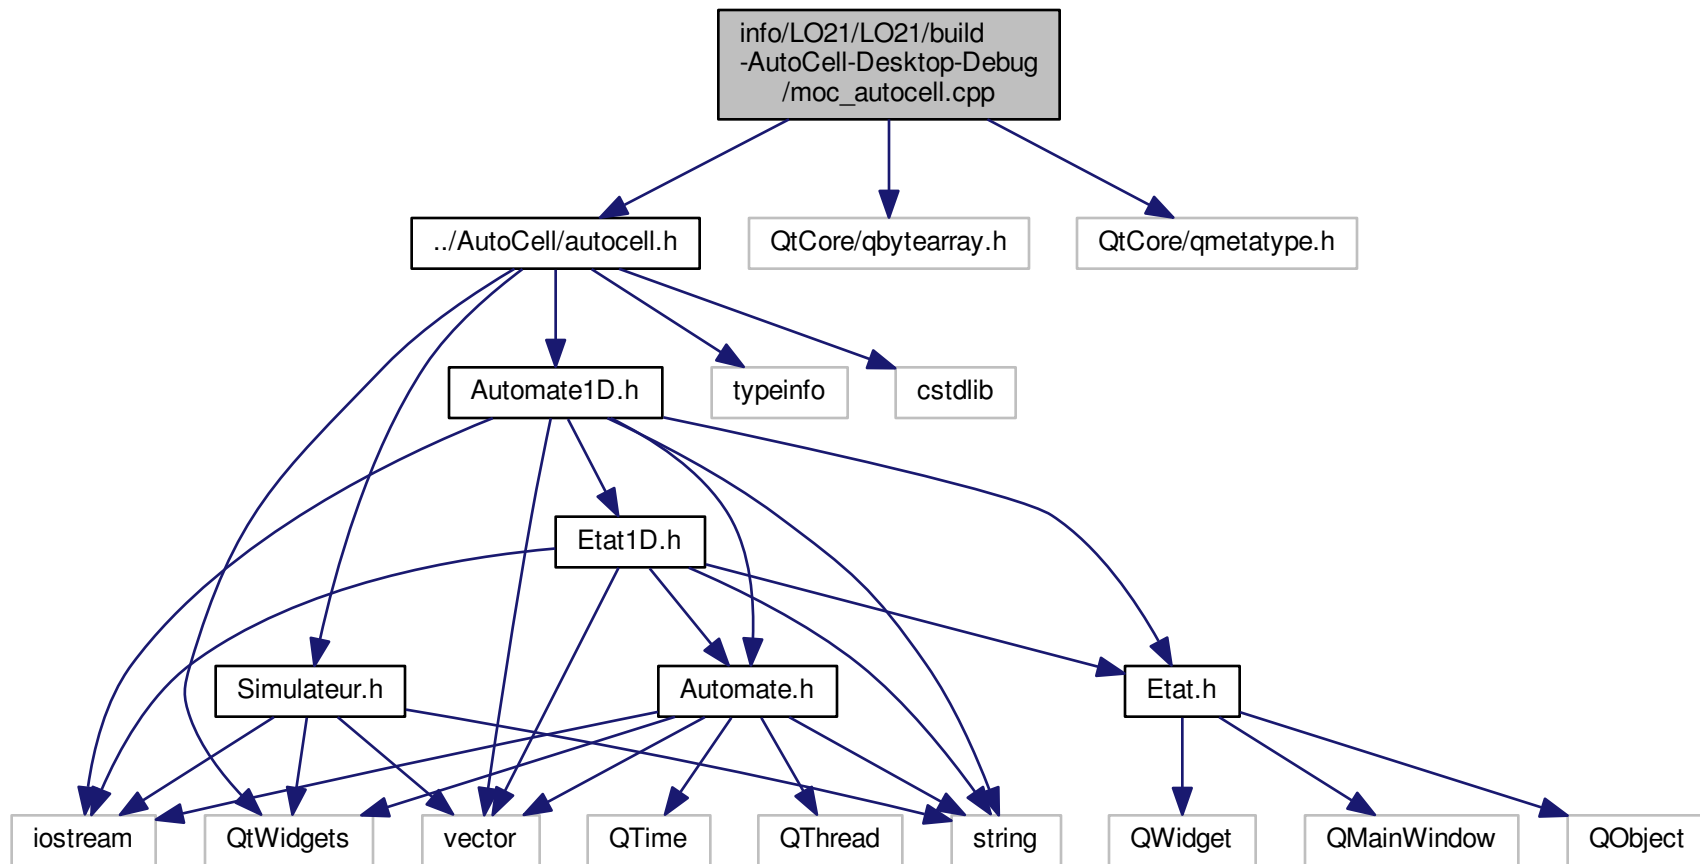 info/LO21/LO21/build
-AutoCell-Desktop-Debug
/moc_autocell.cpp
../AutoCell/autocell.h
QtCore/qbytearray.h
QtCore/qmetatype.h
Automate1D.h
typeinfo
cstdlib
Etat1D.h
Simulateur.h
Automate.h
Etat.h
iostream
QtWidgets
vector
QTime
QThread
string
QWidget
QMainWindow
QObject